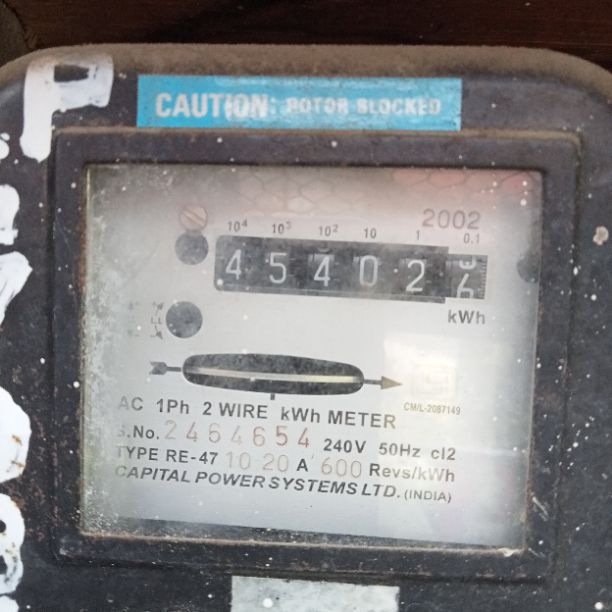 P
CAUTION: ROTOR BLOCKED
2002
10⁴ 10³ 10² 10 1 0.1
4 5 4 0 2
kWh
CM/L-2087149
AC 1Ph 2 WIRE kWh METER
S.No. 2464654 240V 50Hz cl2
TYPE RE-47 10-20 A 600 Revs/kWh
CAPITAL POWER SYSTEMS LTD. (INDIA)